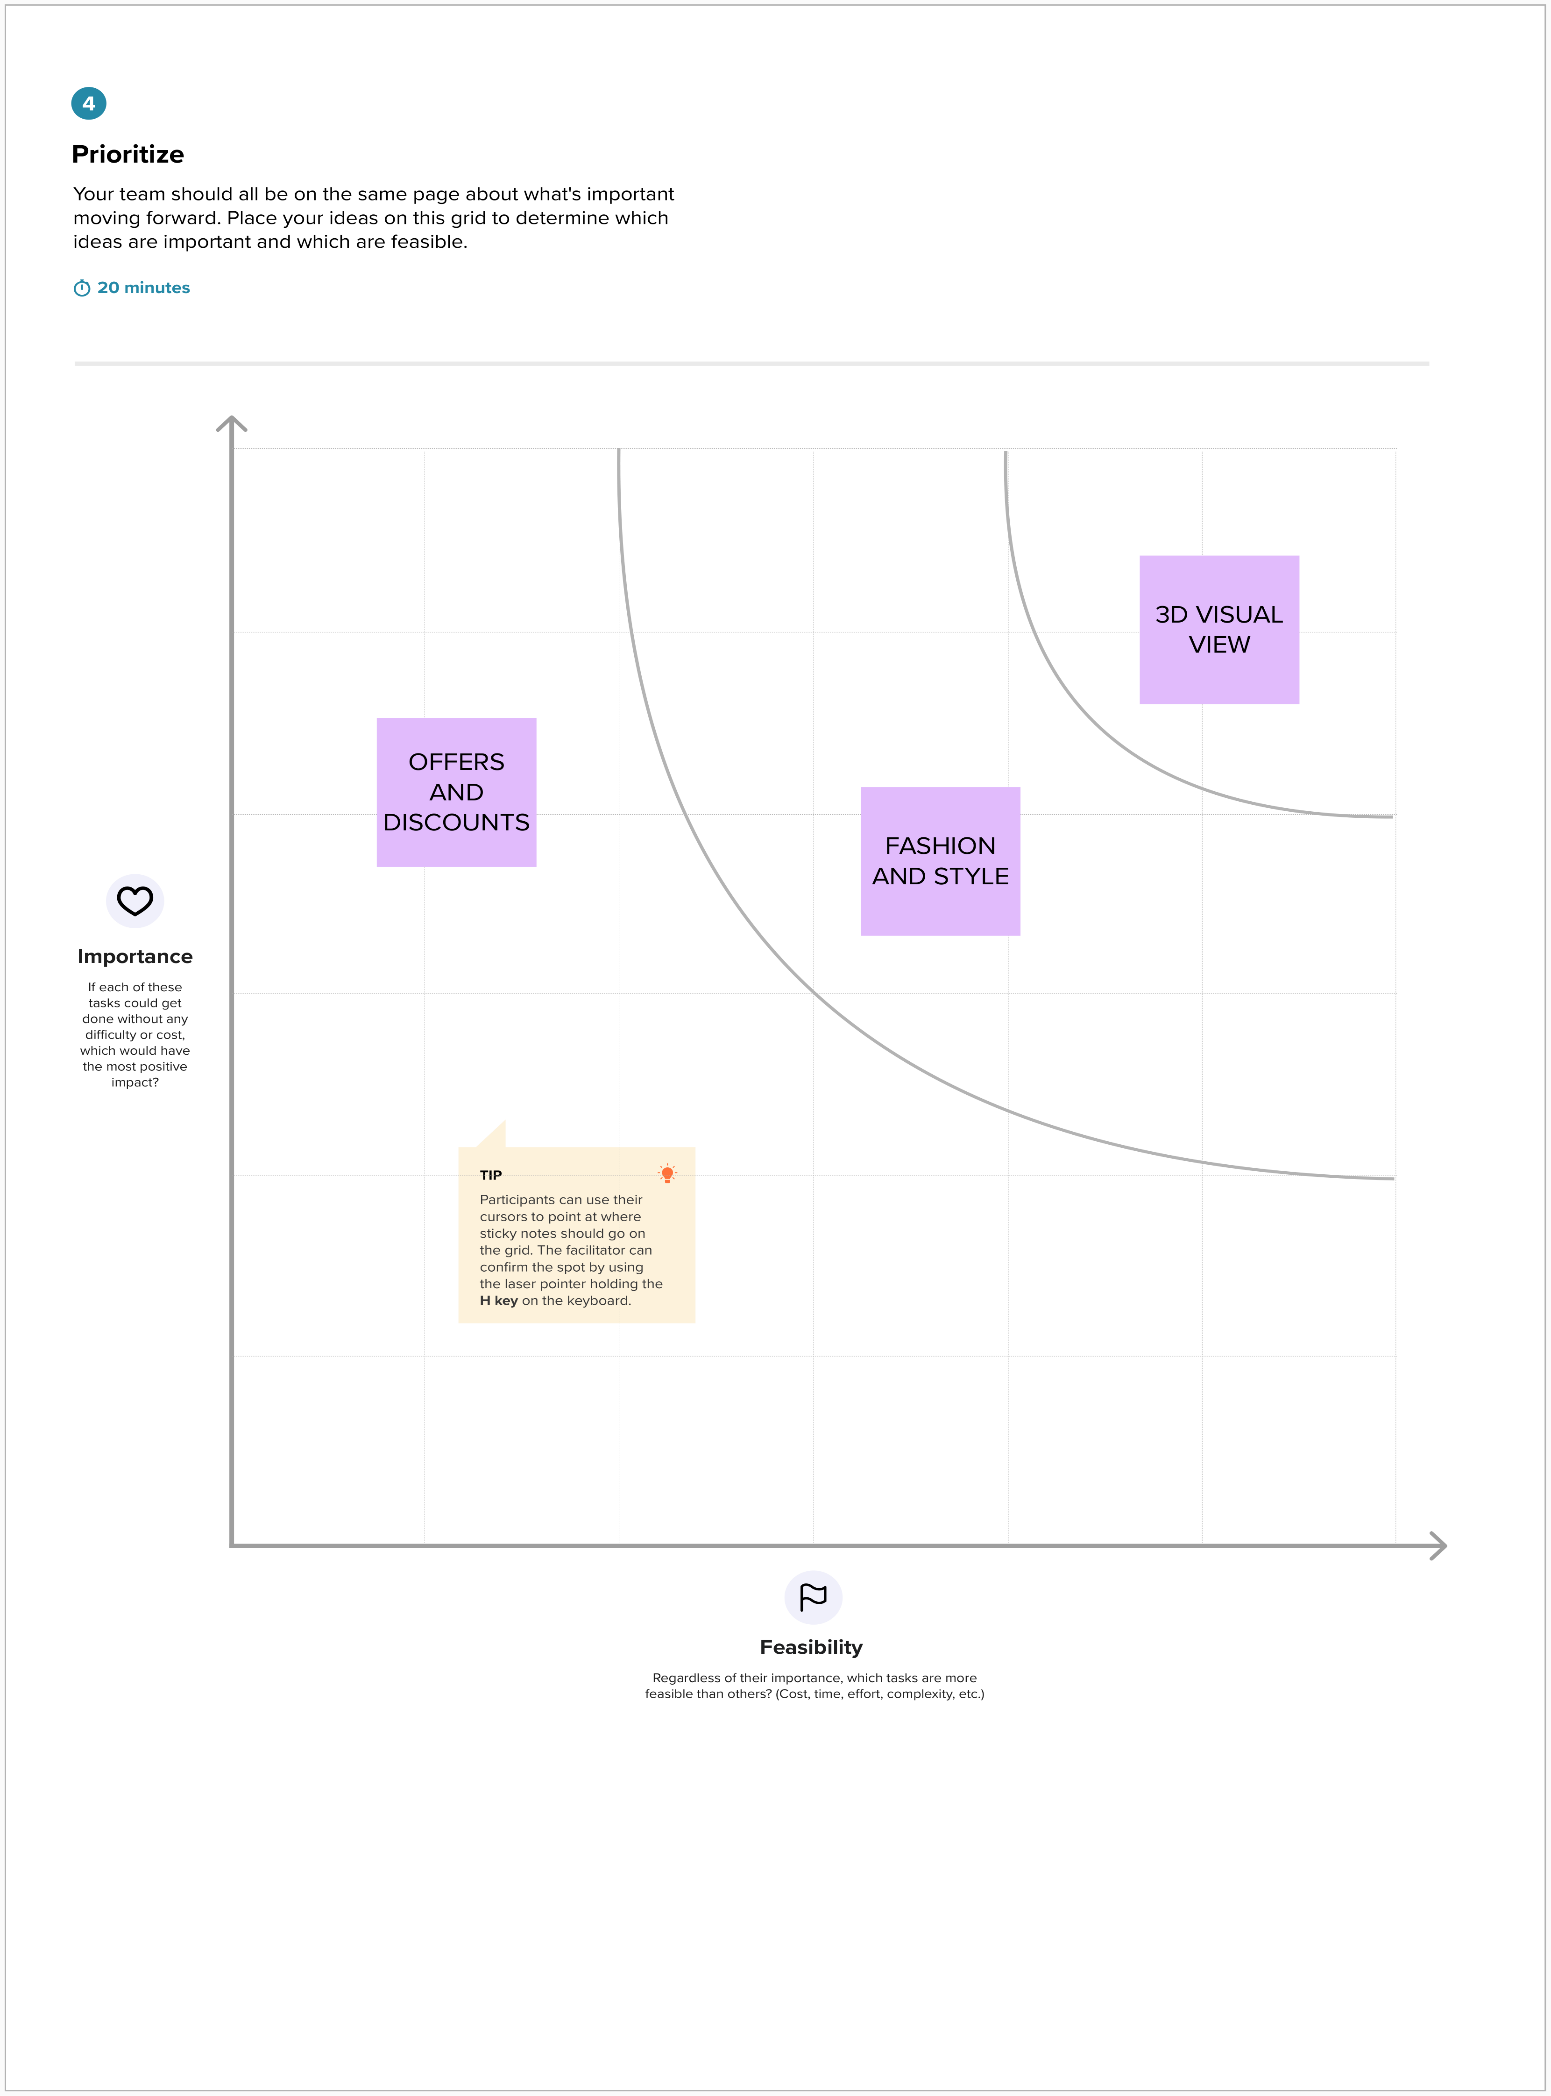 4
Prioritize
Your team should all be on the same page about what's important
moving forward. Place your ideas on this grid to determine which
ideas are important and which are feasible.
20 minutes
3D VISUAL
VIEW
OFFERS
AND
DISCOUNTS
FASHION
AND STYLE
Importance
If each of these
tasks could get
done without any
difficulty or cost,
which would have
the most positive
impact?
TIP
Participants can use their
cursors to point at where
sticky notes should go on
the grid. The facilitator can
confirm the spot by using
the laser pointer holding the
H key on the keyboard.
Feasibility
Regardless of their importance, which tasks are more
feasible than others? (Cost, time, effort, complexity, etc.)